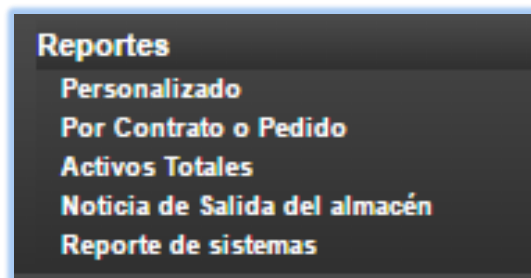 Reportes
Personalizado
Por Contrato o Pedido
Activos Totales
Noticia de Salida del almacén
Reporte de sistemas